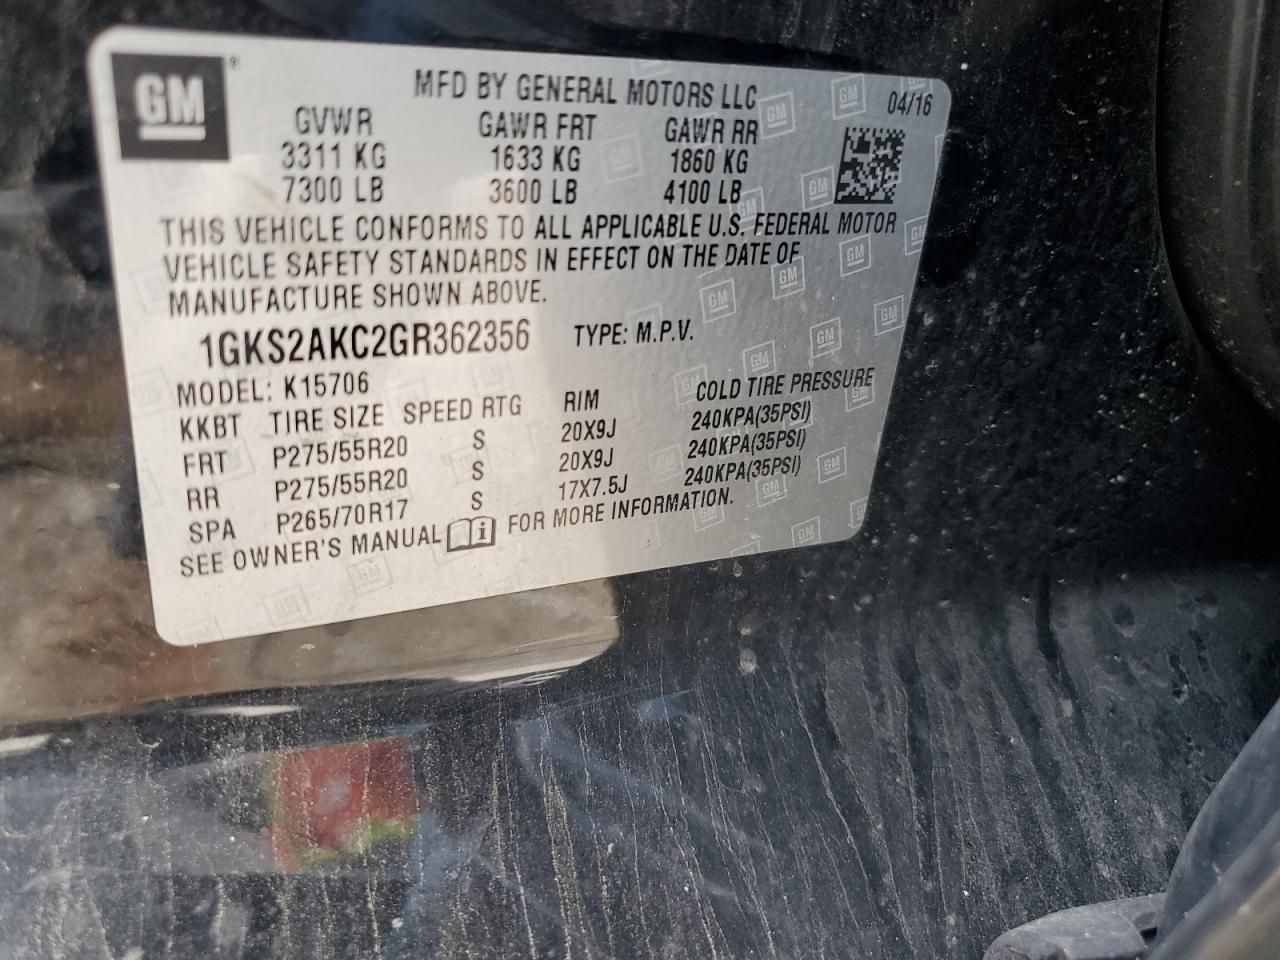 GM
MFD BY GENERAL MOTORS LLC
04/16
GVWR GAWR FRT GAWR RR
3311 KG 1633 KG 1860 KG
7300 LB 3600 LB 4100 LB
THIS VEHICLE CONFORMS TO ALL APPLICABLE U.S. FEDERAL MOTOR
VEHICLE SAFETY STANDARDS IN EFFECT ON THE DATE OF
MANUFACTURE SHOWN ABOVE.
1GKS2AKC2GR362356 TYPE: M.P.V.
MODEL: K15706
KKBT TIRE SIZE SPEED RTG RIM COLD TIRE PRESSURE
FRT P275/55R20 S 20X9J 240KPA(35PSI)
RR P275/55R20 S 20X9J 240KPA(35PSI)
SPA P265/70R17 S 17X7.5J 240KPA(35PSI)
SEE OWNER'S MANUAL i FOR MORE INFORMATION.